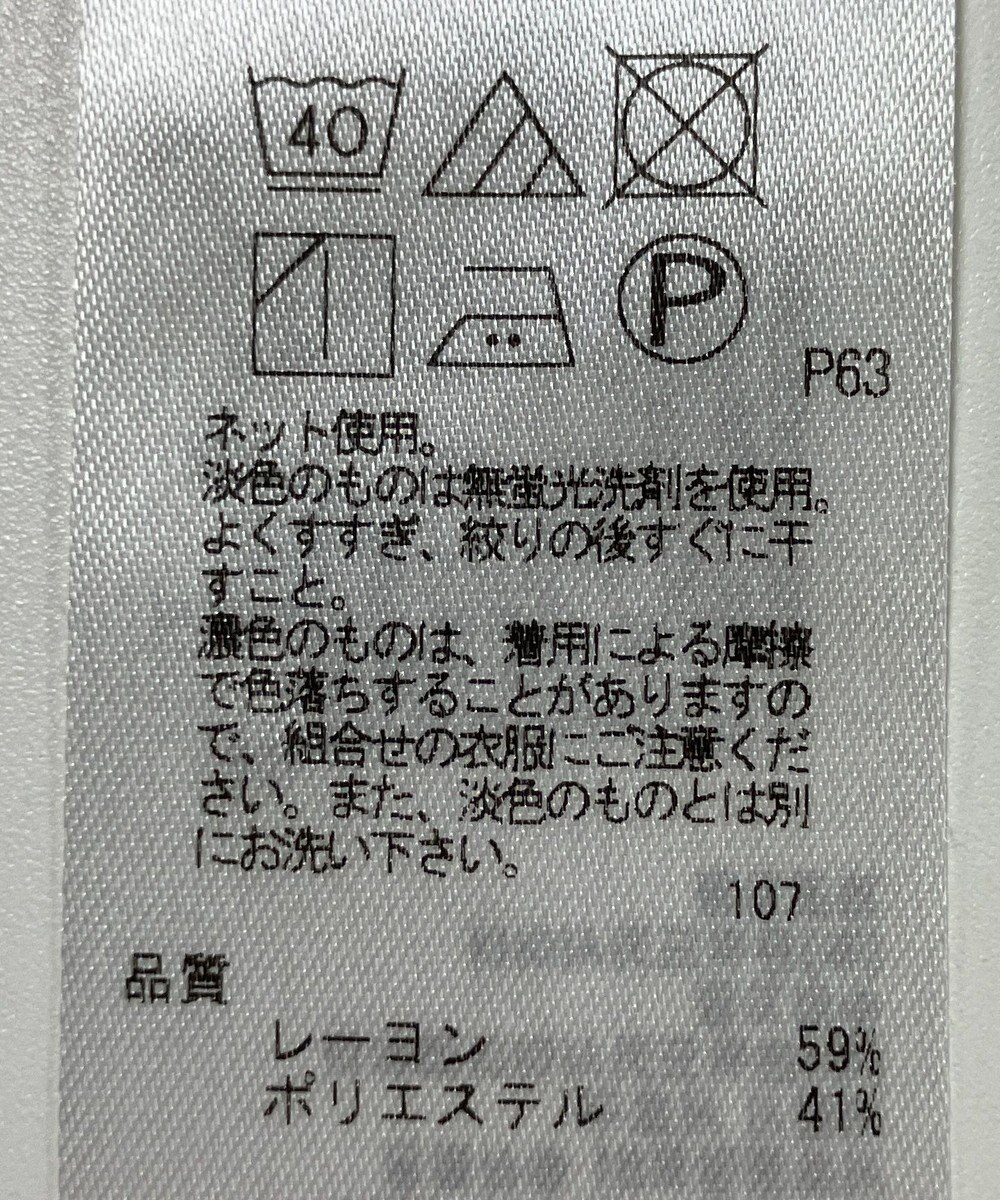 40
P
P63
ネット使用。
淡色のものは無蛍光洗剤を使用。
よくすすぎ、絞りの後すぐに干
すこと。
濃色のものは、着用による摩擦
で色落ちすることがありますの
で、組合せの衣服にご注意くだ
さい。また、淡色のものとは別
にお洗い下さい。
107
品質
レーヨン 59%
ポリエステル 41%